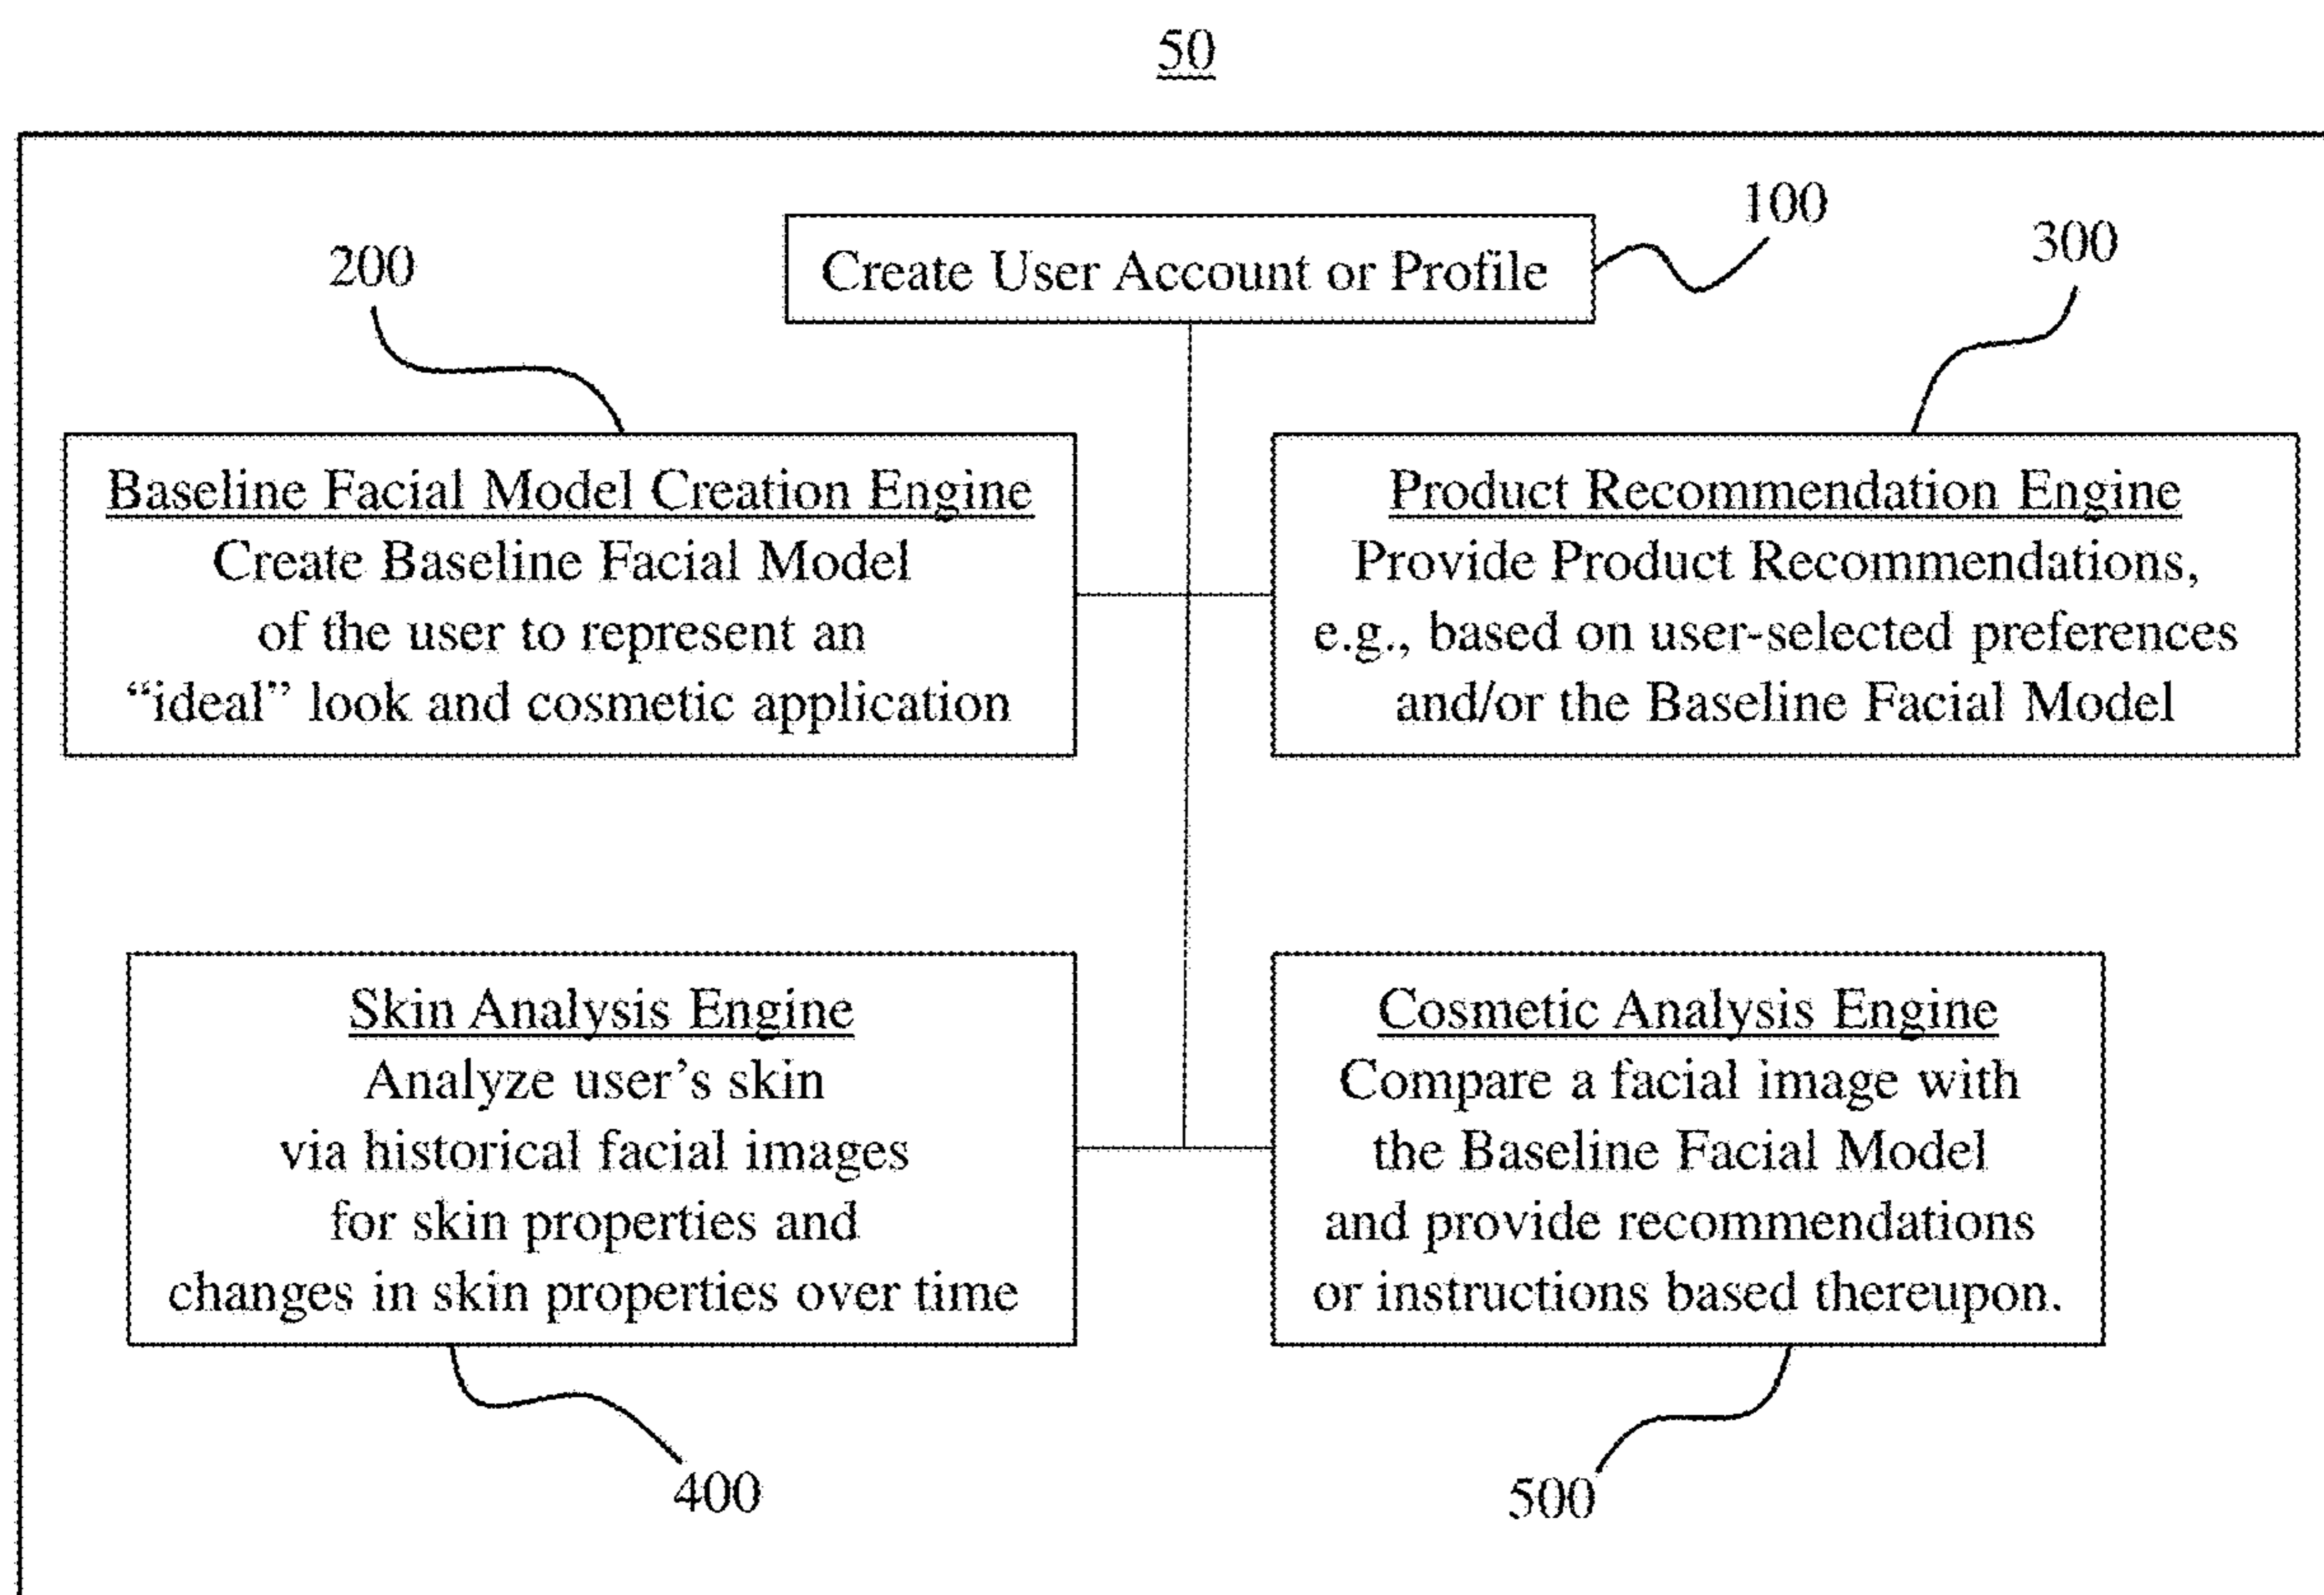 50
100
Create User Account or Profile
200
300
Baseline Facial Model Creation Engine
Create Baseline Facial Model
of the user to represent an
“ideal” look and cosmetic application
Product Recommendation Engine
Provide Product Recommendations,
e.g., based on user-selected preferences
and/or the Baseline Facial Model
Skin Analysis Engine
Analyze user’s skin
via historical facial images
for skin properties and
changes in skin properties over time
Cosmetic Analysis Engine
Compare a facial image with
the Baseline Facial Model
and provide recommendations
or instructions based thereupon.
400
500